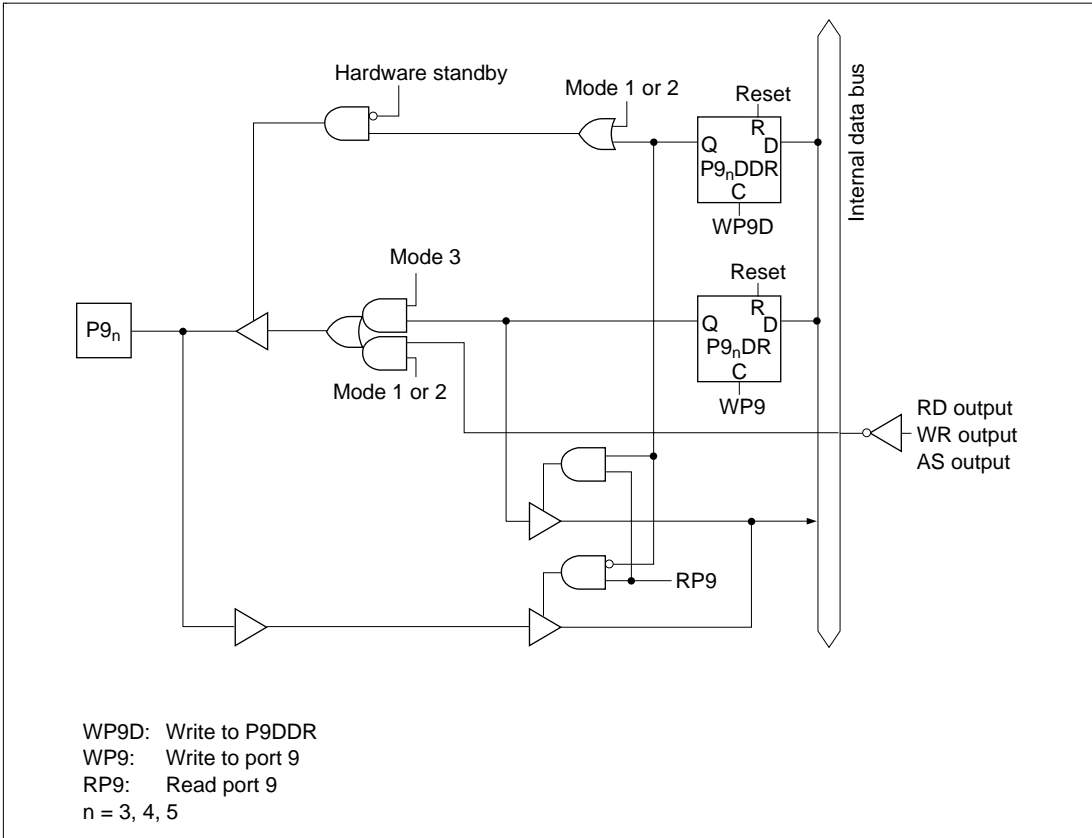 Hardware standby
Mode 1 or 2
Reset
R
Q
D
P9nDDR
C
WP9D
Internal data bus
Mode 3
Reset
R
Q
D
P9nDR
C
WP9
P9n
Mode 1 or 2
RD output
WR output
AS output
RP9
WP9D: Write to P9DDR
WP9: Write to port 9
RP9: Read port 9
n = 3, 4, 5